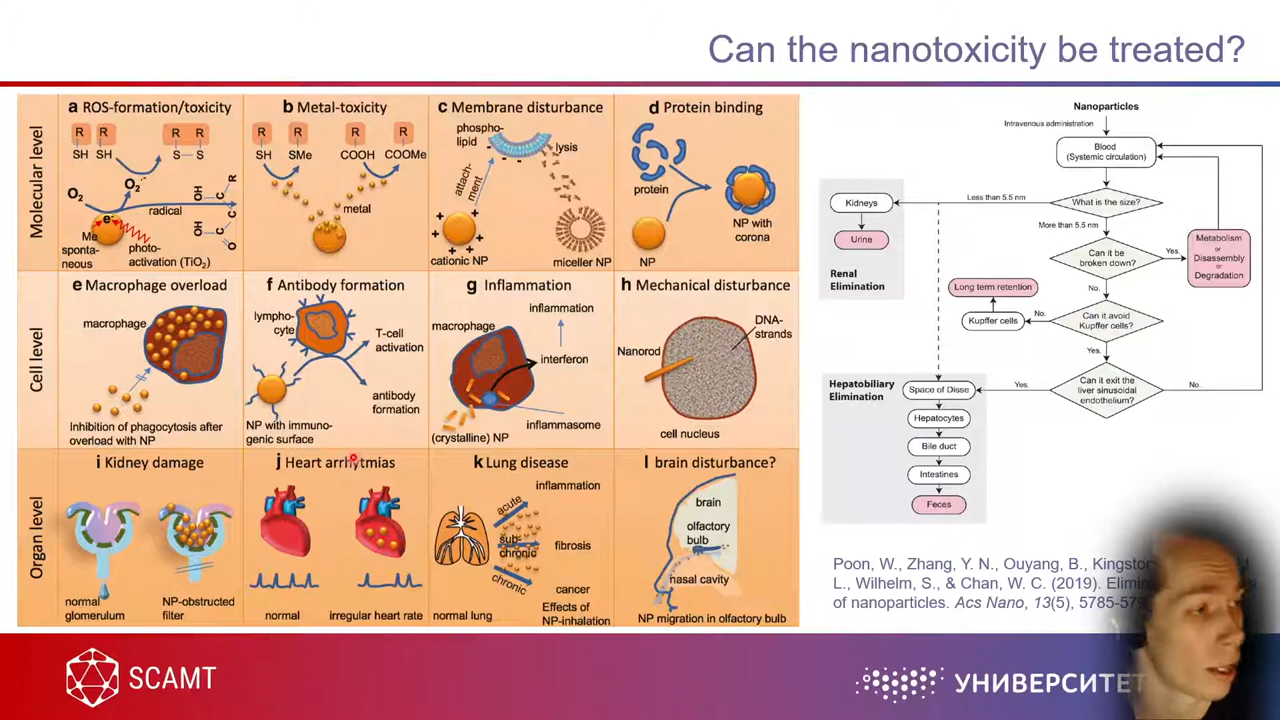 Can the nanotoxicity be treated?
Molecular level
a ROS-formation/toxicity
R R R R
SH SH S S
O₂ O₂⁻
radical
e⁻
Me
sponta-
neous
photo-
activation (TiO₂)
OH C R
C
OH C
O
b Metal-toxicity
R R R R
SH SMe COOH COOMe
metal
c Membrane disturbance
phospho-
lipid
lysis
attach-
ment
cationic NP
miceller NP
d Protein binding
protein
NP
NP with
corona
Cell level
e Macrophage overload
macrophage
Inhibition of phagocytosis after
overload with NP
f Antibody formation
lympho-
cyte
T-cell
activation
antibody
formation
NP with immuno-
genic surface
g Inflammation
inflammation
macrophage
interferon
inflammasome
(crystalline) NP
h Mechanical disturbance
DNA-
strands
Nanorod
cell nucleus
Organ level
i Kidney damage
normal
glomerulum
NP-obstructed
filter
j Heart arrhytmias
normal
irregular heart rate
k Lung disease
inflammation
acute
sub-
chronic
fibrosis
chronic
cancer
normal lung
Effects of
NP-inhalation
l brain disturbance?
brain
olfactory
bulb
nasal cavity
NP migration in olfactory bulb
Nanoparticles
Intravenous administration
Blood
(Systemic circulation)
What is the size?
Less than 5.5 nm
More than 5.5 nm
Kidneys
Urine
Renal
Elimination
Can it be
broken down?
Yes.
Metabolism
or
Disassembly
or
Degradation
No.
Long term retention
Kupffer cells
No.
Can it avoid
Kupffer cells?
Yes.
Can it exit the
liver sinusoidal
endothelium?
Yes.
No.
Hepatobiliary
Elimination
Space of Disse
Hepatocytes
Bile duct
Intestines
Feces
Poon, W., Zhang, Y. N., Ouyang, B., Kingston
L., Wilhelm, S., & Chan, W. C. (2019).
of nanoparticles. Acs Nano, 13(5),
SCAMT
УНИВЕРСИТЕТ